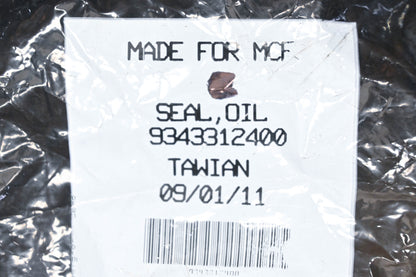 MADE FOR MCF
SEAL,OIL
9343312400
TAWIAN
09/01/11